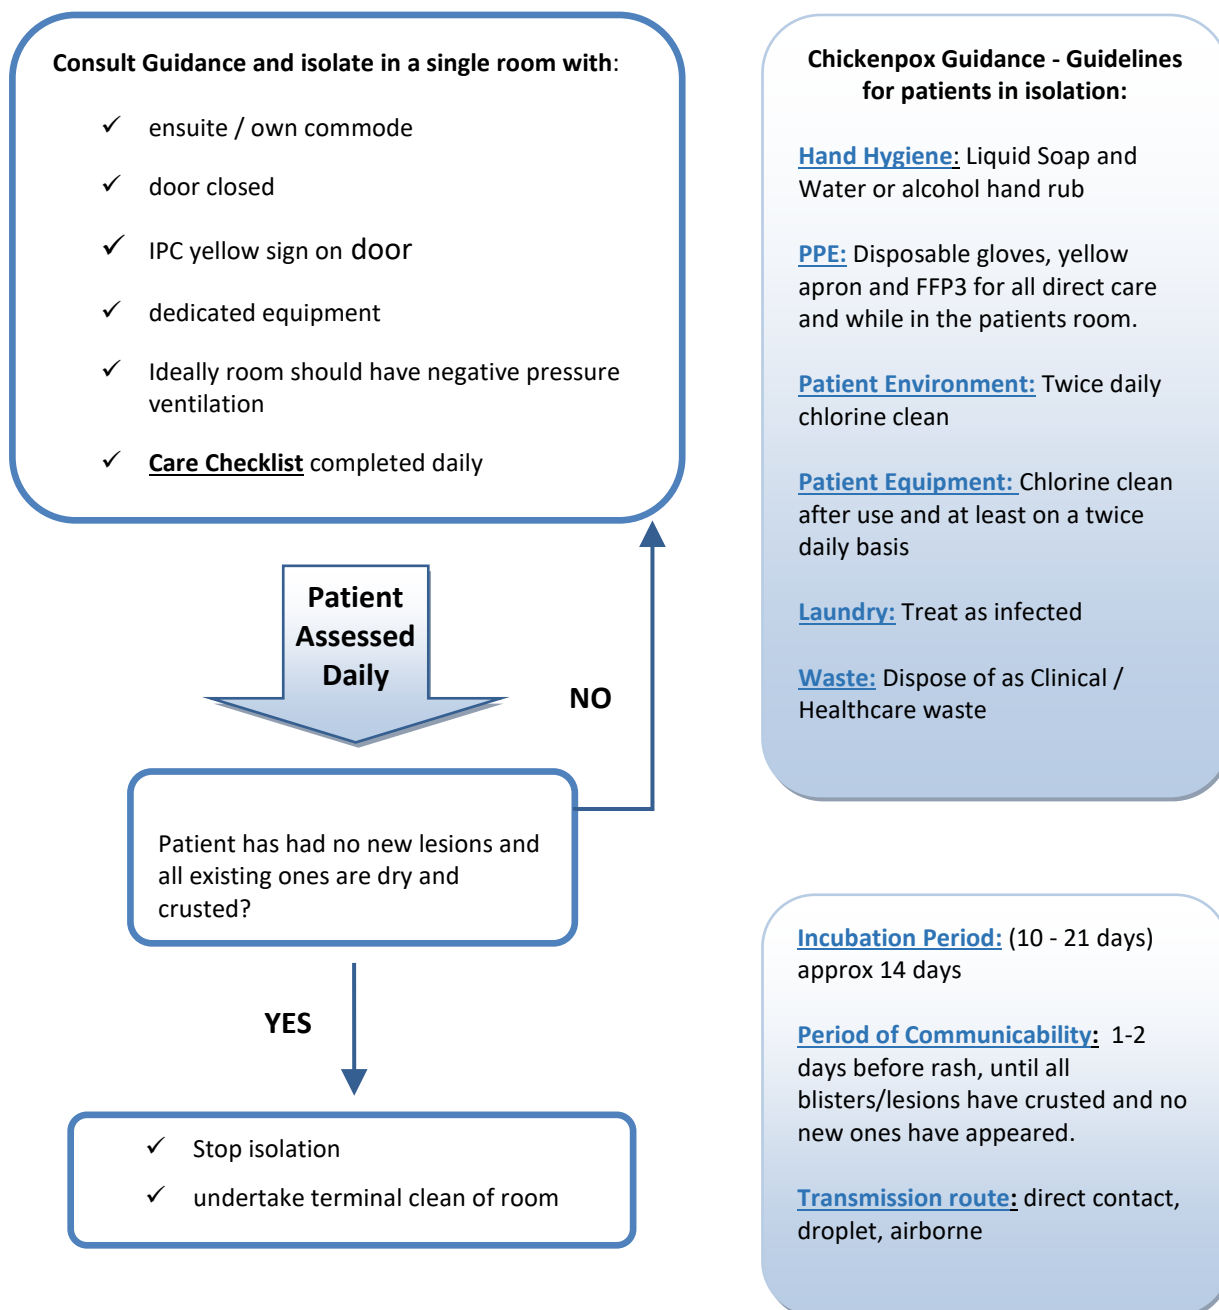 Consult Guidance and isolate in a single room with:
✓ ensuite / own commode
✓ door closed
✓ IPC yellow sign on door
✓ dedicated equipment
✓ Ideally room should have negative pressure
ventilation
✓ Care Checklist completed daily
Patient
Assessed
Daily
NO
Patient has had no new lesions and
all existing ones are dry and
crusted?
YES
✓ Stop isolation
✓ undertake terminal clean of room
Chickenpox Guidance - Guidelines
for patients in isolation:
Hand Hygiene: Liquid Soap and
Water or alcohol hand rub
PPE: Disposable gloves, yellow
apron and FFP3 for all direct care
and while in the patients room.
Patient Environment: Twice daily
chlorine clean
Patient Equipment: Chlorine clean
after use and at least on a twice
daily basis
Laundry: Treat as infected
Waste: Dispose of as Clinical /
Healthcare waste
Incubation Period: (10 - 21 days)
approx 14 days
Period of Communicability: 1-2
days before rash, until all
blisters/lesions have crusted and no
new ones have appeared.
Transmission route: direct contact,
droplet, airborne